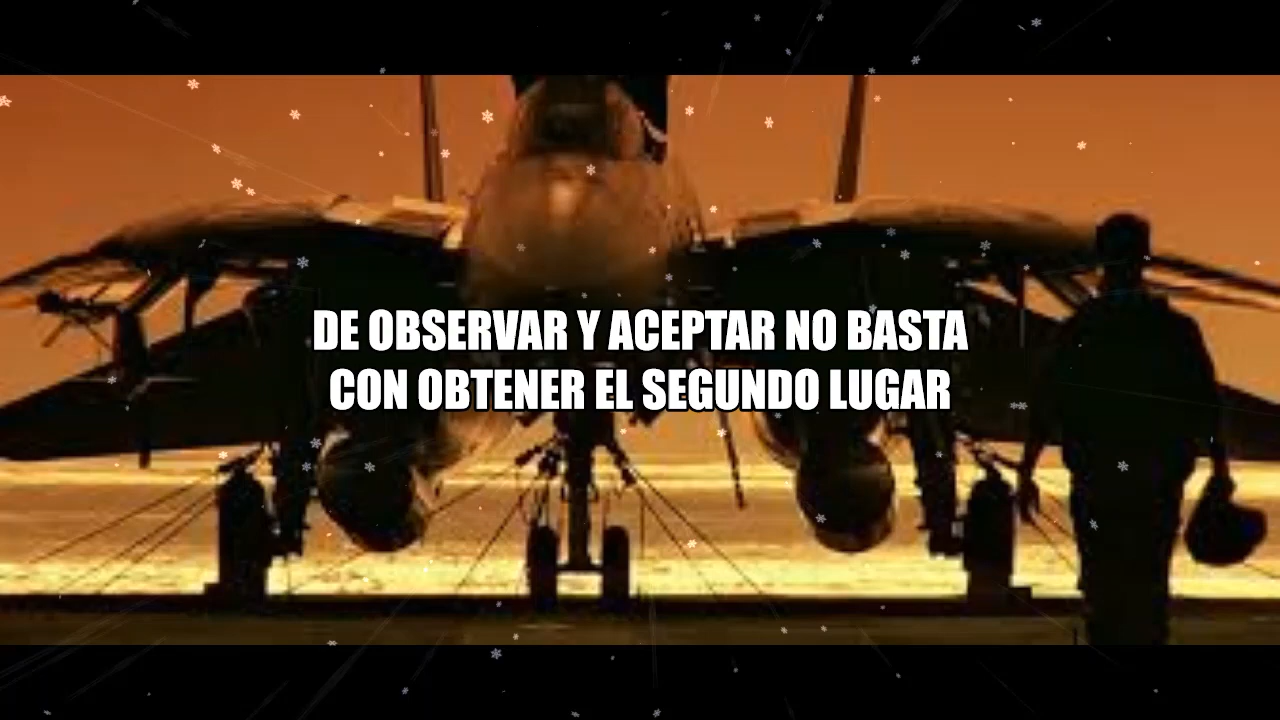 DE OBSERVAR Y ACEPTAR NO BASTA
CON OBTENER EL SEGUNDO LUGAR